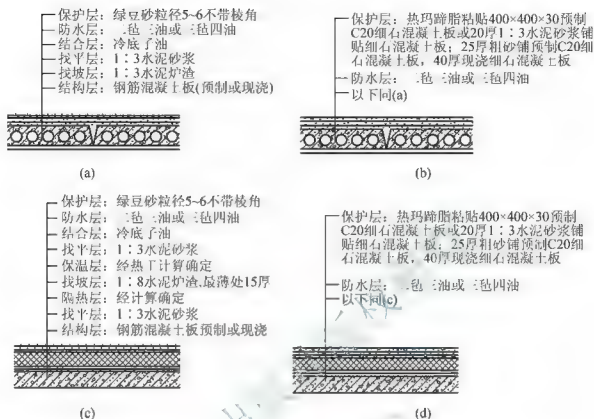 保护层：绿豆砂粒径5~6不带棱角
防水层：二毡三油或三毡四油
结合层：冷底子油
找平层：1：3水泥砂浆
找坡层：1：3水泥炉渣
结构层：钢筋混凝土板(预制或现浇)
(a)
保护层：热玛蹄脂粘贴400×400×30预制
C20细石混凝土板或20厚1：3水泥砂浆铺
贴细石混凝土板；25厚粗砂铺预制C20细
石混凝土板，40厚现浇细石混凝土板
防水层：二毡三油或三毡四油
以下同(a)
(b)
保护层：绿豆砂粒径5~6不带棱角
防水层：二毡三油或三毡四油
结合层：冷底子油
找平层：1：3水泥砂浆
保温层：经热工计算确定
找坡层：1：8水泥炉渣,最薄处15厚
隔热层：经计算确定
找平层：1：3水泥砂浆
结构层：钢筋混凝土板预制或现浇
(c)
保护层：热玛蹄脂粘贴400×400×30预制
C20细石混凝土板或20厚1：3水泥砂浆铺
贴细石混凝土板；25厚粗砂铺预制C20细
石混凝土板，40厚现浇细石混凝土板
防水层：二毡三油或三毡四油
以下同(c)
(d)